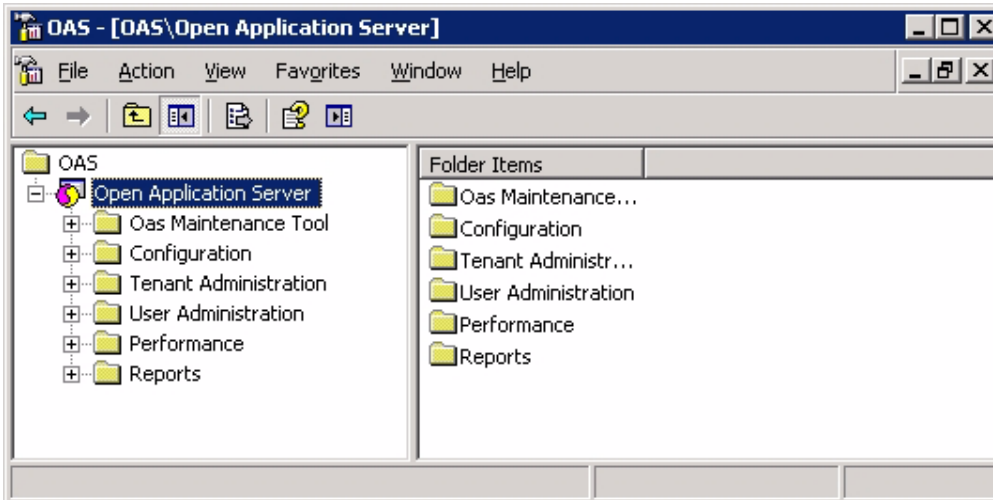 OAS - [OAS\Open Application Server]
File Action View Favorites Window Help
OAS
Open Application Server
Oas Maintenance Tool
Configuration
Tenant Administration
User Administration
Performance
Reports
Folder Items
Oas Maintenance...
Configuration
Tenant Administr...
User Administration
Performance
Reports